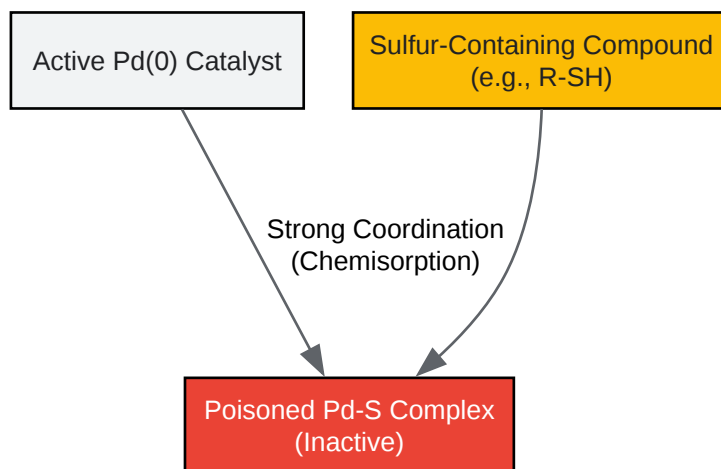 Active Pd(0) Catalyst
Sulfur-Containing Compound
(e.g., R-SH)
Strong Coordination
(Chemisorption)
Poisoned Pd-S Complex
(Inactive)